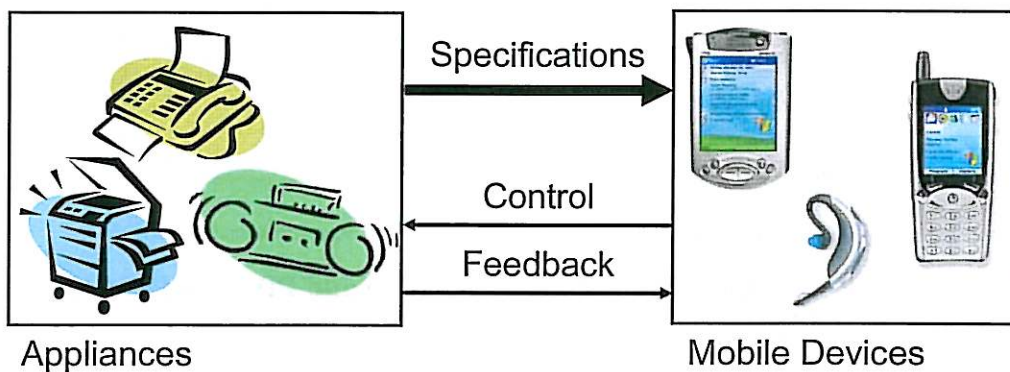 Specifications
Control
Feedback
Appliances
Mobile Devices